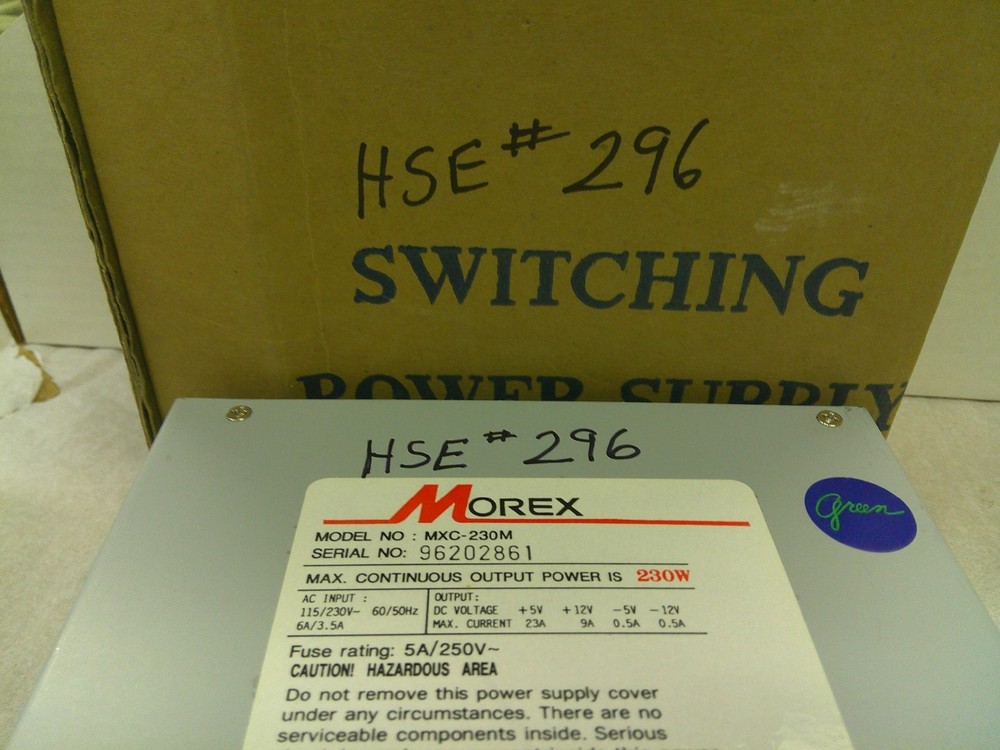 HSE # 296
SWITCHING
POWER SUPPLY
HSE # 296
MOREX
green
MODEL NO : MXC-230M
SERIAL NO: 96202861
MAX. CONTINUOUS OUTPUT POWER IS 230W
AC INPUT :
115/230V~ 60/50Hz
6A/3.5A
OUTPUT:
DC VOLTAGE +5V +12V -5V -12V
MAX. CURRENT 23A 9A 0.5A 0.5A
Fuse rating: 5A/250V~
CAUTION! HAZARDOUS AREA
Do not remove this power supply cover
under any circumstances. There are no
serviceable components inside. Serious